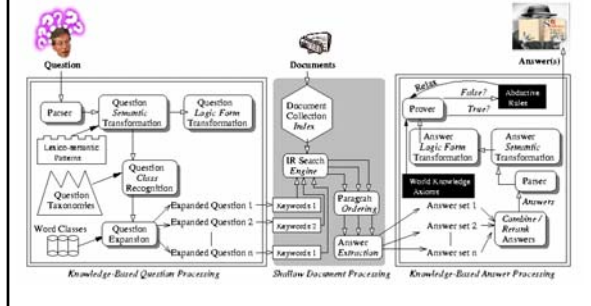 Question
Documents
Answer(s)
Parser
Question
Semantic
Transformation
Question
Logic Form
Transformation
Lexico-semantic
Patterns
Question
Class
Recognition
Question
Taxonomies
Word Classes
Question
Expansion
Expanded Question 1
Expanded Question 2
Expanded Question n
Knowledge-Based Question Processing
Document
Collection
Index
IR Search
Engine
Keywords 1
Keywords 2
Keywords 1
Paragrah
Ordering
Answer
Extraction
Shallow Document Processing
Relax
False?
True?
Abductive
Rules
Prover
Answer
Logic Form
Transformation
Answer
Semantic
Transformation
World Knowledge
Axioms
Parser
Answers
Answer set 1
Answer set 2
Answer set n
Combine /
Rerank
Answers
Knowledge-Based Answer Processing